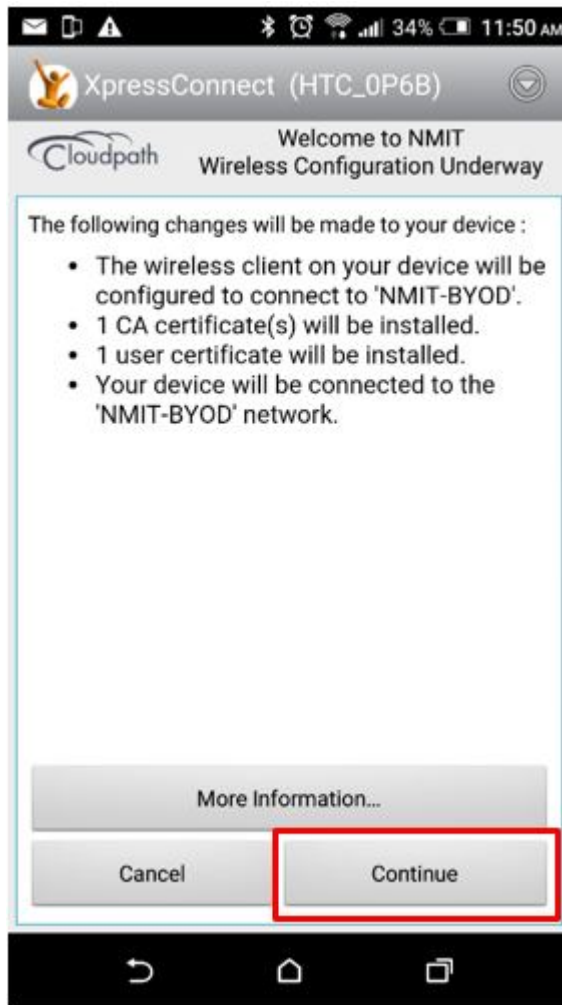 34% 11:50 AM
XpressConnect (HTC_0P6B)
Cloudpath
Welcome to NMIT
Wireless Configuration Underway
The following changes will be made to your device :
• The wireless client on your device will be
configured to connect to 'NMIT-BYOD'.
• 1 CA certificate(s) will be installed.
• 1 user certificate will be installed.
• Your device will be connected to the
'NMIT-BYOD' network.
More Information...
Cancel
Continue